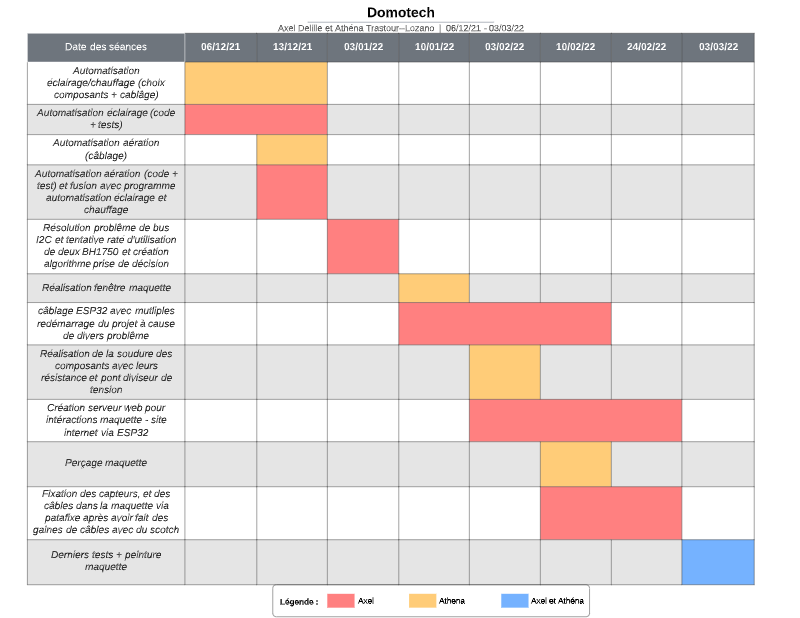 Domotech
Axel Delille et Athéna Trastour--Lozano | 06/12/21 - 03/03/22
Date des séances 06/12/21 13/12/21 03/01/22 10/01/22 03/02/22 10/02/22 24/02/22 03/03/22
Automatisation
éclairage/chauffage (choix
composants + cablâge)
Automatisation éclairage (code
+ tests)
Automatisation aération
(câblage)
Automatisation aération (code +
test) et fusion avec programme
automatisation éclairage et
chauffage
Résolution problème de bus
I2C et tentative rate d'utilisation
de deux BH1750 et création
algorithme prise de décision
Réalisation fenêtre maquette
câblage ESP32 avec mutliples
redémarrage du projet à cause
de divers problème
Réalisation de la soudure des
composants avec leurs
résistance et pont diviseur de
tension
Création serveur web pour
intéractions maquette - site
internet via ESP32
Perçage maquette
Fixation des capteurs, et des
câbles dans la maquette via
patafixe après avoir fait des
gaines de câbles avec du scotch
Derniers tests + peinture
maquette
Légende : Axel Athena Axel et Athéna